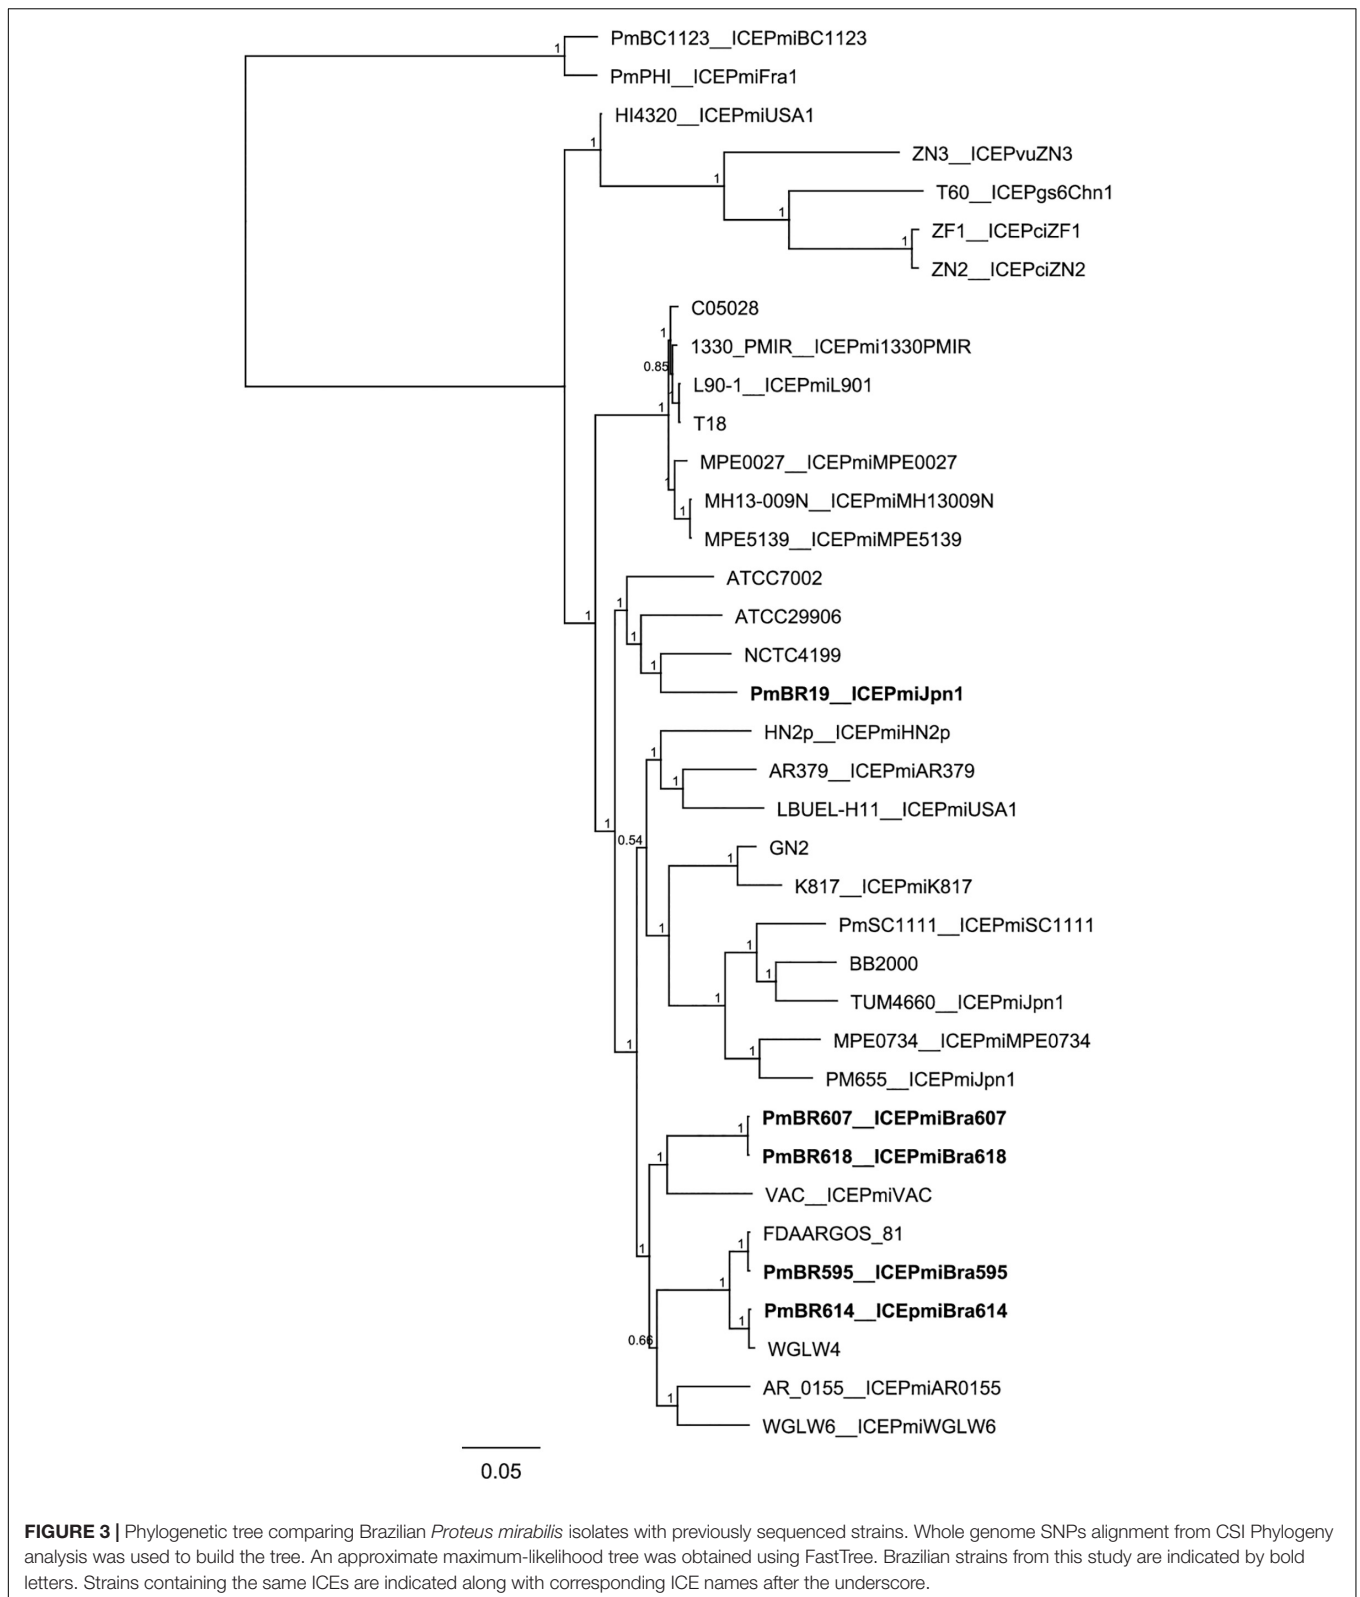 PmBC1123__ICEPmiBC1123
1
PmPHI__ICEPmiFra1
HI4320__ICEPmiUSA1
1
ZN3__ICEPvuZN3
1
T60__ICEPgs6Chn1
1
ZF1__ICEPciZF1
1
ZN2__ICEPciZN2
C05028
1
1330_PMIR__ICEPmi1330PMIR
0.85
L90-1__ICEPmiL901
1
T18
MPE0027__ICEPmiMPE0027
MH13-009N__ICEPmiMH13009N
1
MPE5139__ICEPmiMPE5139
ATCC7002
1
ATCC29906
1
1
NCTC4199
1
PmBR19__ICEPmiJpn1
HN2p__ICEPmiHN2p
1
AR379__ICEPmiAR379
1
LBUEL-H11__ICEPmiUSA1
1
0.54
GN2
1
K817__ICEPmiK817
PmSC1111__ICEPmiSC1111
1
1
BB2000
1
TUM4660__ICEPmiJpn1
1
MPE0734__ICEPmiMPE0734
1
1
PM655__ICEPmiJpn1
PmBR607__ICEPmiBra607
1
PmBR618__ICEPmiBra618
1
VAC__ICEPmiVAC
FDAARGOS_81
1
1
PmBR595__ICEPmiBra595
1
PmBR614__ICEpmiBra614
1
0.66
WGLW4
AR_0155__ICEPmiAR0155
1
WGLW6__ICEPmiWGLW6
0.05
FIGURE 3 | Phylogenetic tree comparing Brazilian Proteus mirabilis isolates with previously sequenced strains. Whole genome SNPs alignment from CSI Phylogeny
analysis was used to build the tree. An approximate maximum-likelihood tree was obtained using FastTree. Brazilian strains from this study are indicated by bold
letters. Strains containing the same ICEs are indicated along with corresponding ICE names after the underscore.